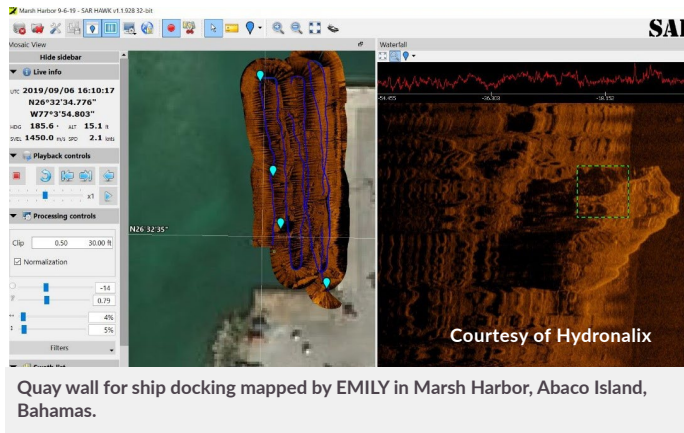 Marsh Harbor 9-6-19 - SAR HAWK v1.1928 32-bit
SAR
Mosaic View
Hide sidebar
Live info
UTC 2019/09/06 16:10:17
N26°32'34.776"
W77°3'54.803"
HDG 185.6 ° ALT 15.1 ft
SVEL 1450.0 m/s SPD 2.1 knts
Playback controls
x1
Processing controls
Clip 0.50 30.00 ft
Normalization
-14
0.79
4%
5%
Filters
N26 32'35"
Waterfall
-54.455 -36.303 -18.152
Courtesy of Hydronalix
Quay wall for ship docking mapped by EMILY in Marsh Harbor, Abaco Island,
Bahamas.